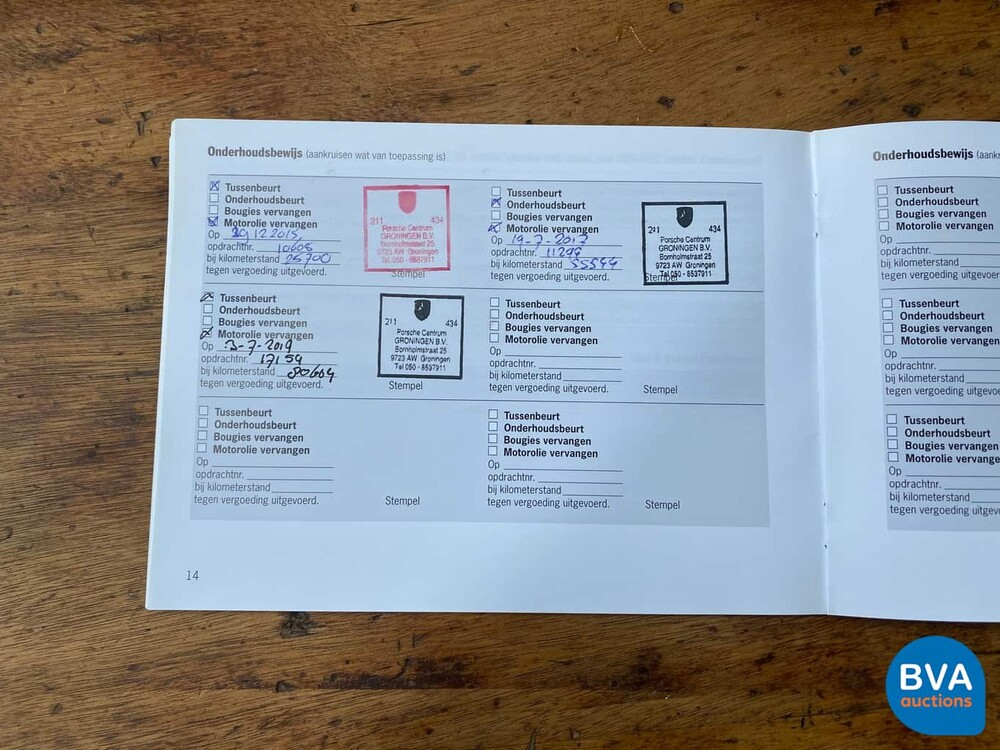 Onderhoudsbewijs (aankruisen wat van toepassing is)
Tussenbeurt
Onderhoudsbeurt
Bougies vervangen
Motorolie vervangen
Op 2015
opdrachtnr. 10605
bij kilometerstand 25700
tegen vergoeding uitgevoerd.
Stempel
211 434
Porsche Centrum
GRONINGEN B.V.
Bornholmstraat 25
9723 AW Groningen
Tel. 050 - 8537911
Tussenbeurt
Onderhoudsbeurt
Bougies vervangen
Motorolie vervangen
Op 19-7-2017
opdrachtnr.
bij kilometerstand 55544
tegen vergoeding uitgevoerd.
Stempel
211 434
Porsche Centrum
GRONINGEN B.V.
Bornholmstraat 25
9723 AW Groningen
Tel 050 - 8537911
Tussenbeurt
Onderhoudsbeurt
Bougies vervangen
Motorolie vervangen
Op 3-7-2019
opdrachtnr. 17154
bij kilometerstand
tegen vergoeding uitgevoerd.
Stempel
211 434
Porsche Centrum
GRONINGEN B.V.
Bornholmstraat 25
9723 AW Groningen
Tel 050 - 8537911
Tussenbeurt
Onderhoudsbeurt
Bougies vervangen
Motorolie vervangen
Op
opdrachtnr.
bij kilometerstand
tegen vergoeding uitgevoerd.
Stempel
Tussenbeurt
Onderhoudsbeurt
Bougies vervangen
Motorolie vervangen
Op
opdrachtnr.
bij kilometerstand
tegen vergoeding uitgevoerd.
Stempel
Tussenbeurt
Onderhoudsbeurt
Bougies vervangen
Motorolie vervangen
Op
opdrachtnr.
bij kilometerstand
tegen vergoeding uitgevoerd.
Stempel
14
Onderhoudsbewijs (aank
Tussenbeurt
Onderhoudsbeurt
Bougies vervangen
Motorolie vervangen
Op
opdrachtnr.
bij kilometerstand
tegen vergoeding uitgevoe
Tussenbeurt
Onderhoudsbeurt
Bougies vervangen
Motorolie vervangen
Op
opdrachtnr.
bij kilometerstand
tegen vergoeding uitgevoe
Tussenbeurt
Onderhoudsbeurt
Bougies vervangen
Motorolie vervange
Op
opdrachtnr.
bij kilometerstand
tegen vergoeding uitgevo
BVA
auctions